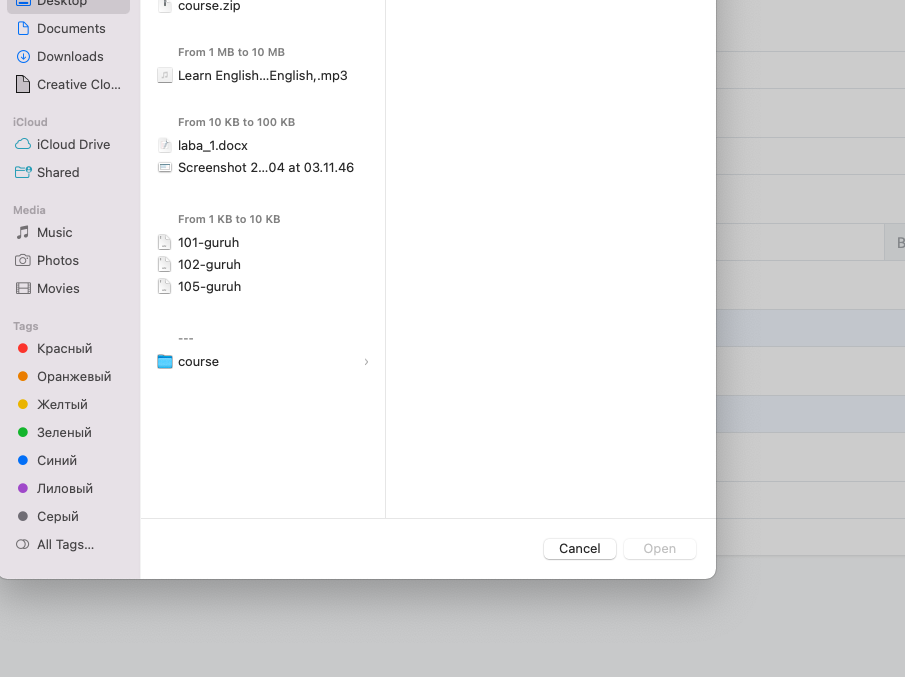 Desktop
Documents
Downloads
Creative Clo...
iCloud
iCloud Drive
Shared
Media
Music
Photos
Movies
Tags
Красный
Оранжевый
Желтый
Зеленый
Синий
Лиловый
Серый
All Tags...
course.zip
From 1 MB to 10 MB
Learn English...English,.mp3
From 10 KB to 100 KB
laba_1.docx
Screenshot 2...04 at 03.11.46
From 1 KB to 10 KB
101-guruh
102-guruh
105-guruh
---
course
Cancel
Open